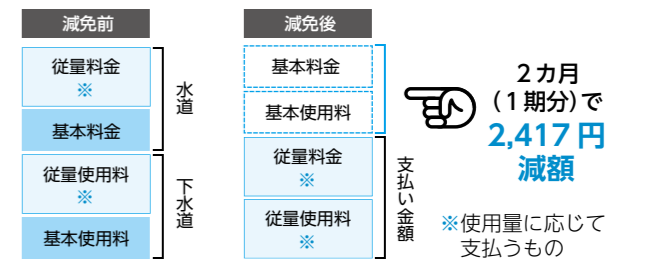 減免前
従量料金
※
基本料金
水道
従量使用料
※
基本使用料
下水道
減免後
基本料金
基本使用料
従量料金
※
従量使用料
※
支払い金額
2カ月
(1期分)で
2,417円
減額
※使用量に応じて
支払うもの